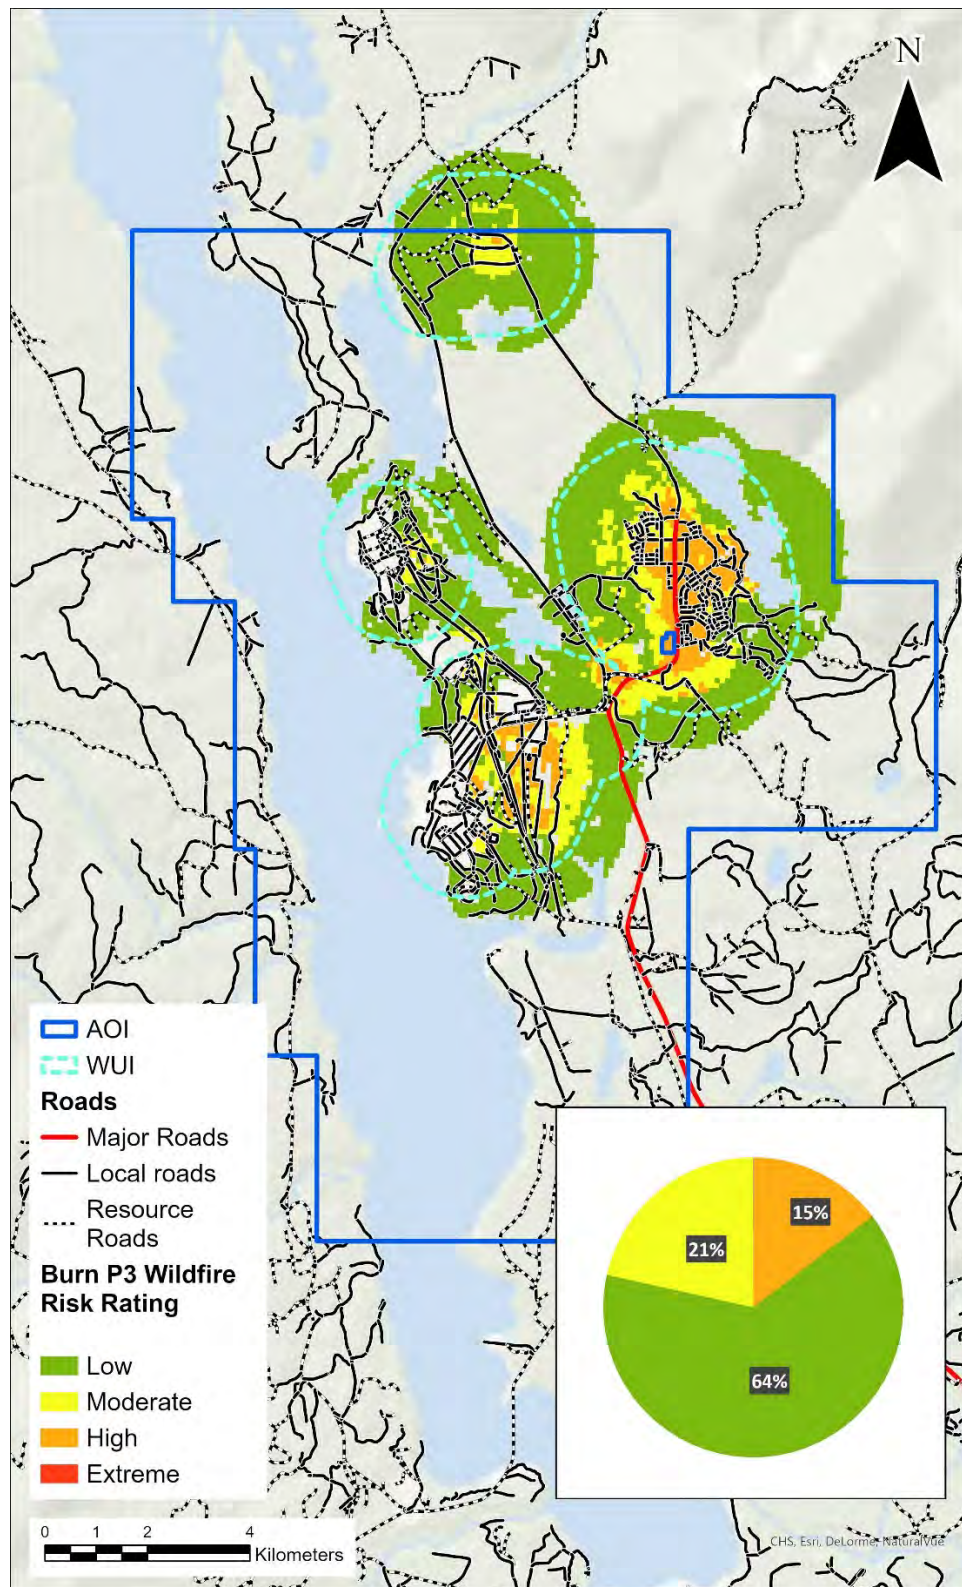 N
AOI
WUI
Roads
Major Roads
Local roads
Resource
Roads
Burn P3 Wildfire
Risk Rating
Low
Moderate
High
Extreme
0 1 2 4
Kilometers
15%
21%
64%
CHS, Esri, DeLorme, NaturalVue